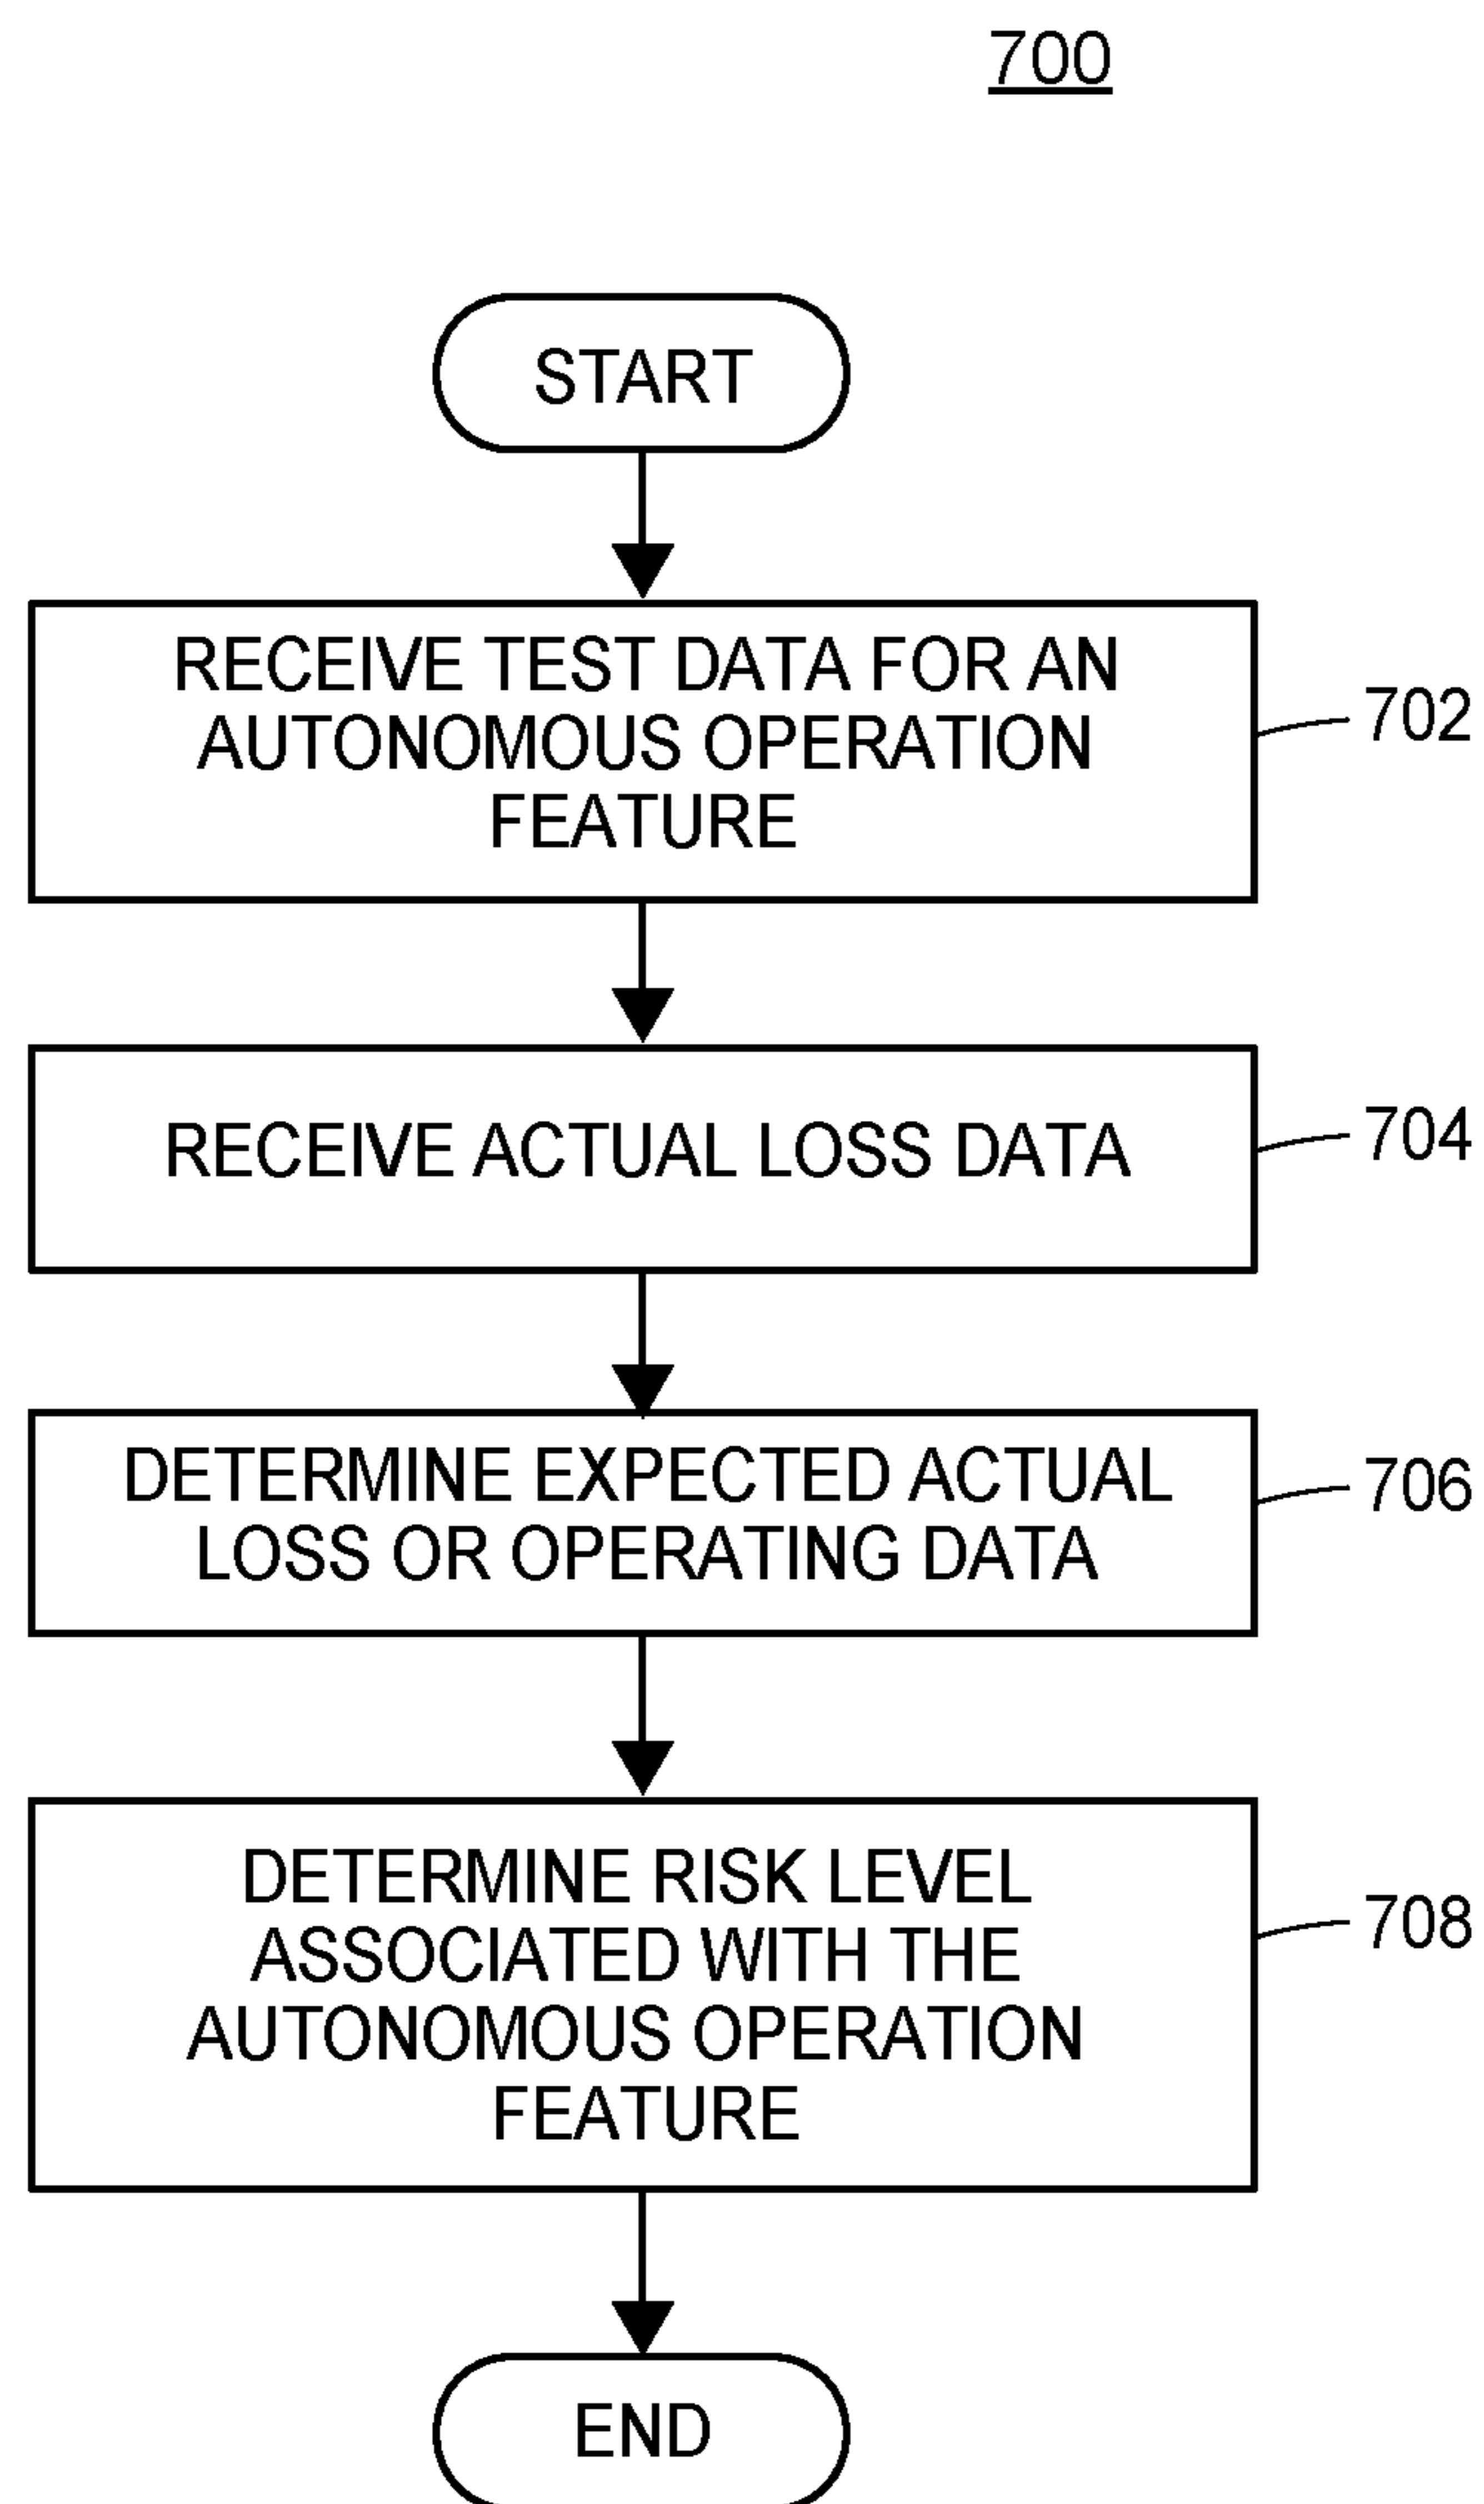 700
START
RECEIVE TEST DATA FOR AN
AUTONOMOUS OPERATION
FEATURE
702
RECEIVE ACTUAL LOSS DATA
704
DETERMINE EXPECTED ACTUAL
LOSS OR OPERATING DATA
706
DETERMINE RISK LEVEL
ASSOCIATED WITH THE
AUTONOMOUS OPERATION
FEATURE
708
END